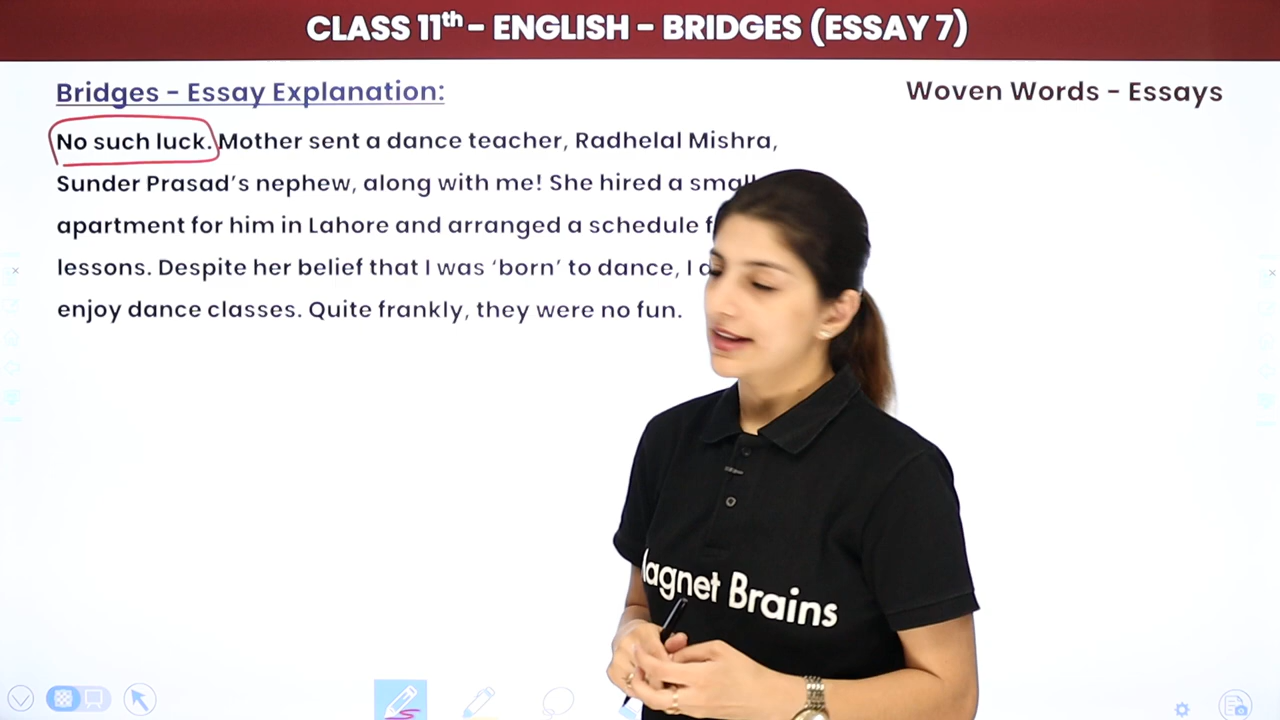 CLASS 11th - ENGLISH - BRIDGES (ESSAY 7)
Bridges - Essay Explanation:
Woven Words - Essays
No such luck. Mother sent a dance teacher, Radhelal Mishra,
Sunder Prasad's nephew, along with me! She hired a small
apartment for him in Lahore and arranged a schedule
lessons. Despite her belief that I was 'born' to dance, I
enjoy dance classes. Quite frankly, they were no fun.
Magnet Brains